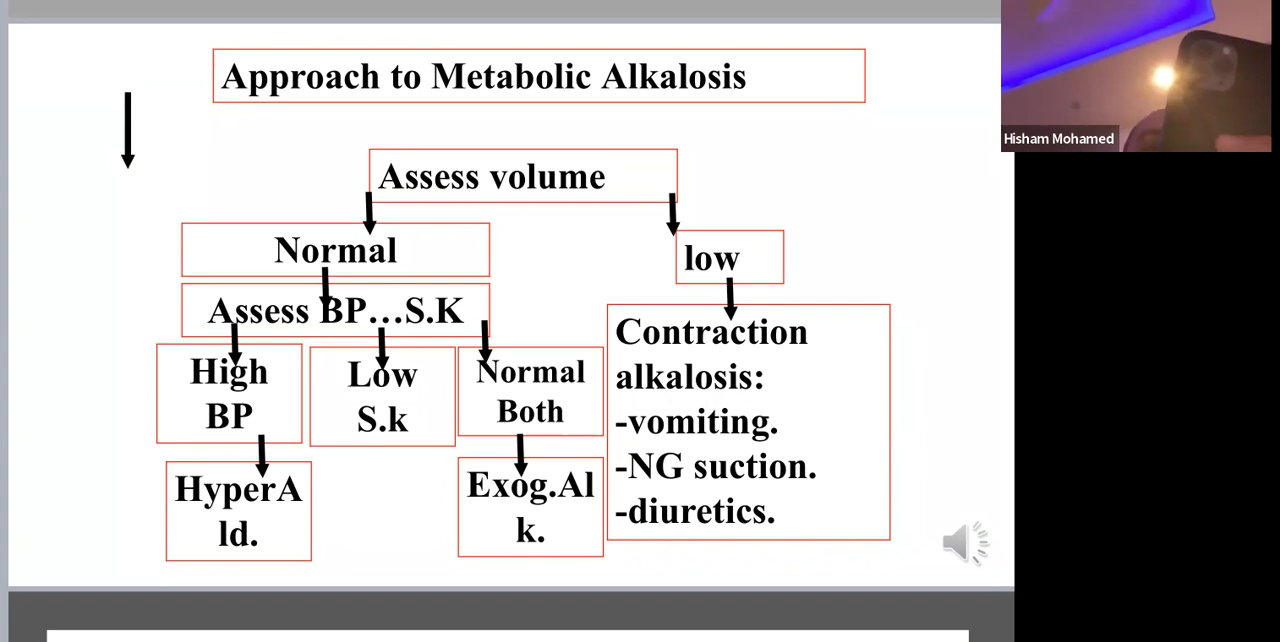 Approach to Metabolic Alkalosis
Hisham Mohamed
Assess volume
Normal
low
Assess BP…S.K
High
BP
Low
S.k
Normal
Both
HyperA
ld.
Exog.Al
k.
Contraction
alkalosis:
-vomiting.
-NG suction.
-diuretics.